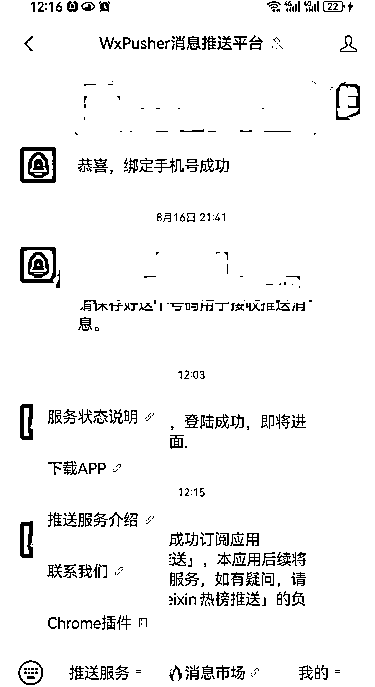 12:16
22
WxPusher消息推送平台
恭喜，绑定手机号成功
8月16日 21:41
请保存好这个号码用于接收推送消
息。
12:03
服务状态说明
，登陆成功，即将进
面.
下载APP
12:15
推送服务介绍
成功订阅应用
送」，本应用后续将
联系我们
服务，如有疑问，请
eixin热榜推送」的负
Chrome插件
推送服务 = 消息市场 我的 =